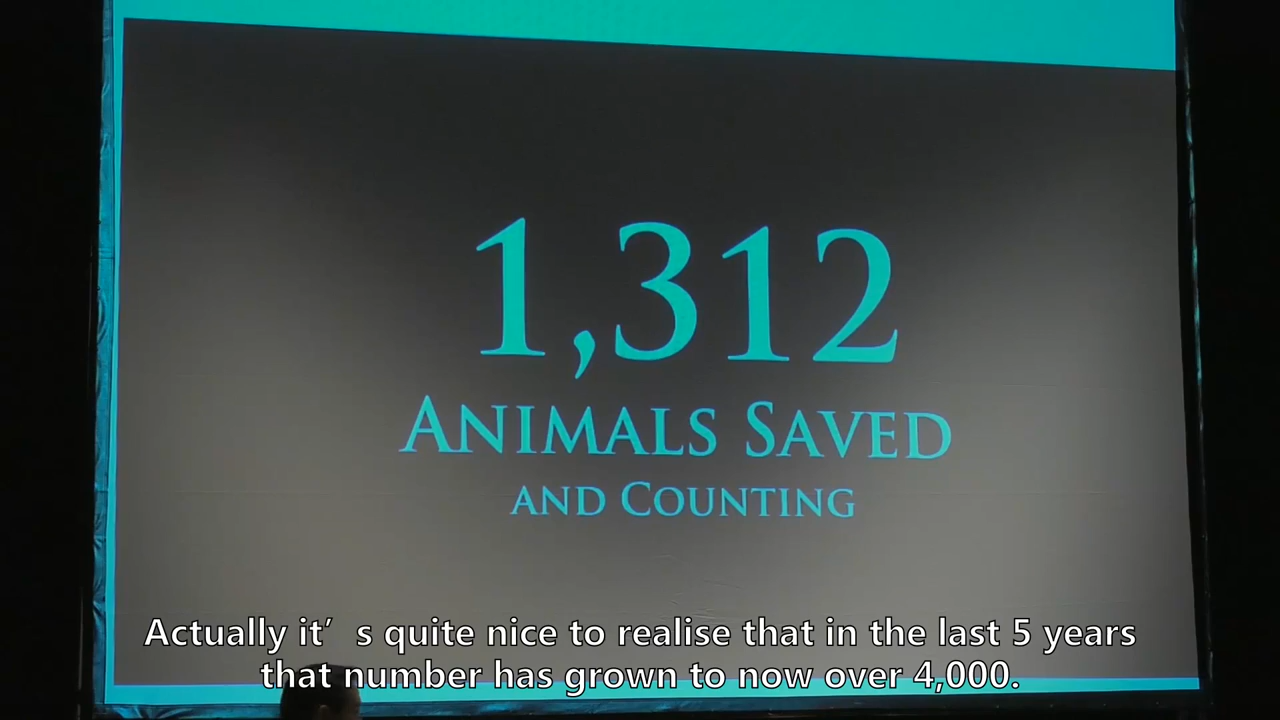 1,312
ANIMALS SAVED
AND COUNTING
Actually it's quite nice to realise that in the last 5 years
that number has grown to now over 4,000.